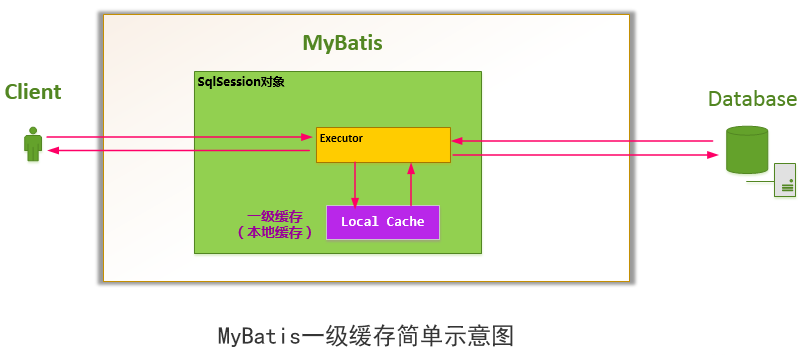 MyBatis
SqlSession对象
Client
Database
Executor
一级缓存
（本地缓存）
Local Cache
MyBatis一级缓存简单示意图